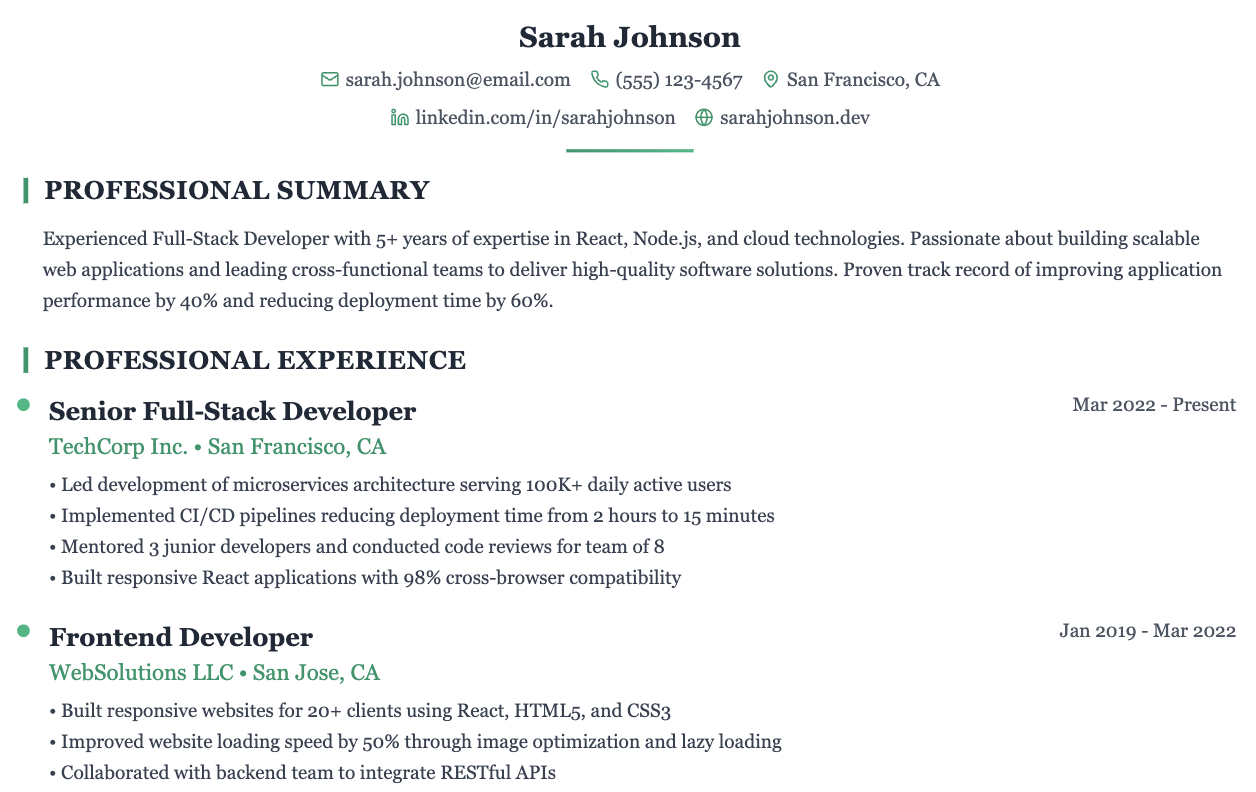 Sarah Johnson
sarah.johnson@email.com (555) 123-4567 San Francisco, CA
linkedin.com/in/sarahjohnson sarahjohnson.dev
PROFESSIONAL SUMMARY
Experienced Full-Stack Developer with 5+ years of expertise in React, Node.js, and cloud technologies. Passionate about building scalable
web applications and leading cross-functional teams to deliver high-quality software solutions. Proven track record of improving application
performance by 40% and reducing deployment time by 60%.
PROFESSIONAL EXPERIENCE
Senior Full-Stack Developer Mar 2022 - Present
TechCorp Inc. • San Francisco, CA
• Led development of microservices architecture serving 100K+ daily active users
• Implemented CI/CD pipelines reducing deployment time from 2 hours to 15 minutes
• Mentored 3 junior developers and conducted code reviews for team of 8
• Built responsive React applications with 98% cross-browser compatibility
Frontend Developer Jan 2019 - Mar 2022
WebSolutions LLC • San Jose, CA
• Built responsive websites for 20+ clients using React, HTML5, and CSS3
• Improved website loading speed by 50% through image optimization and lazy loading
• Collaborated with backend team to integrate RESTful APIs